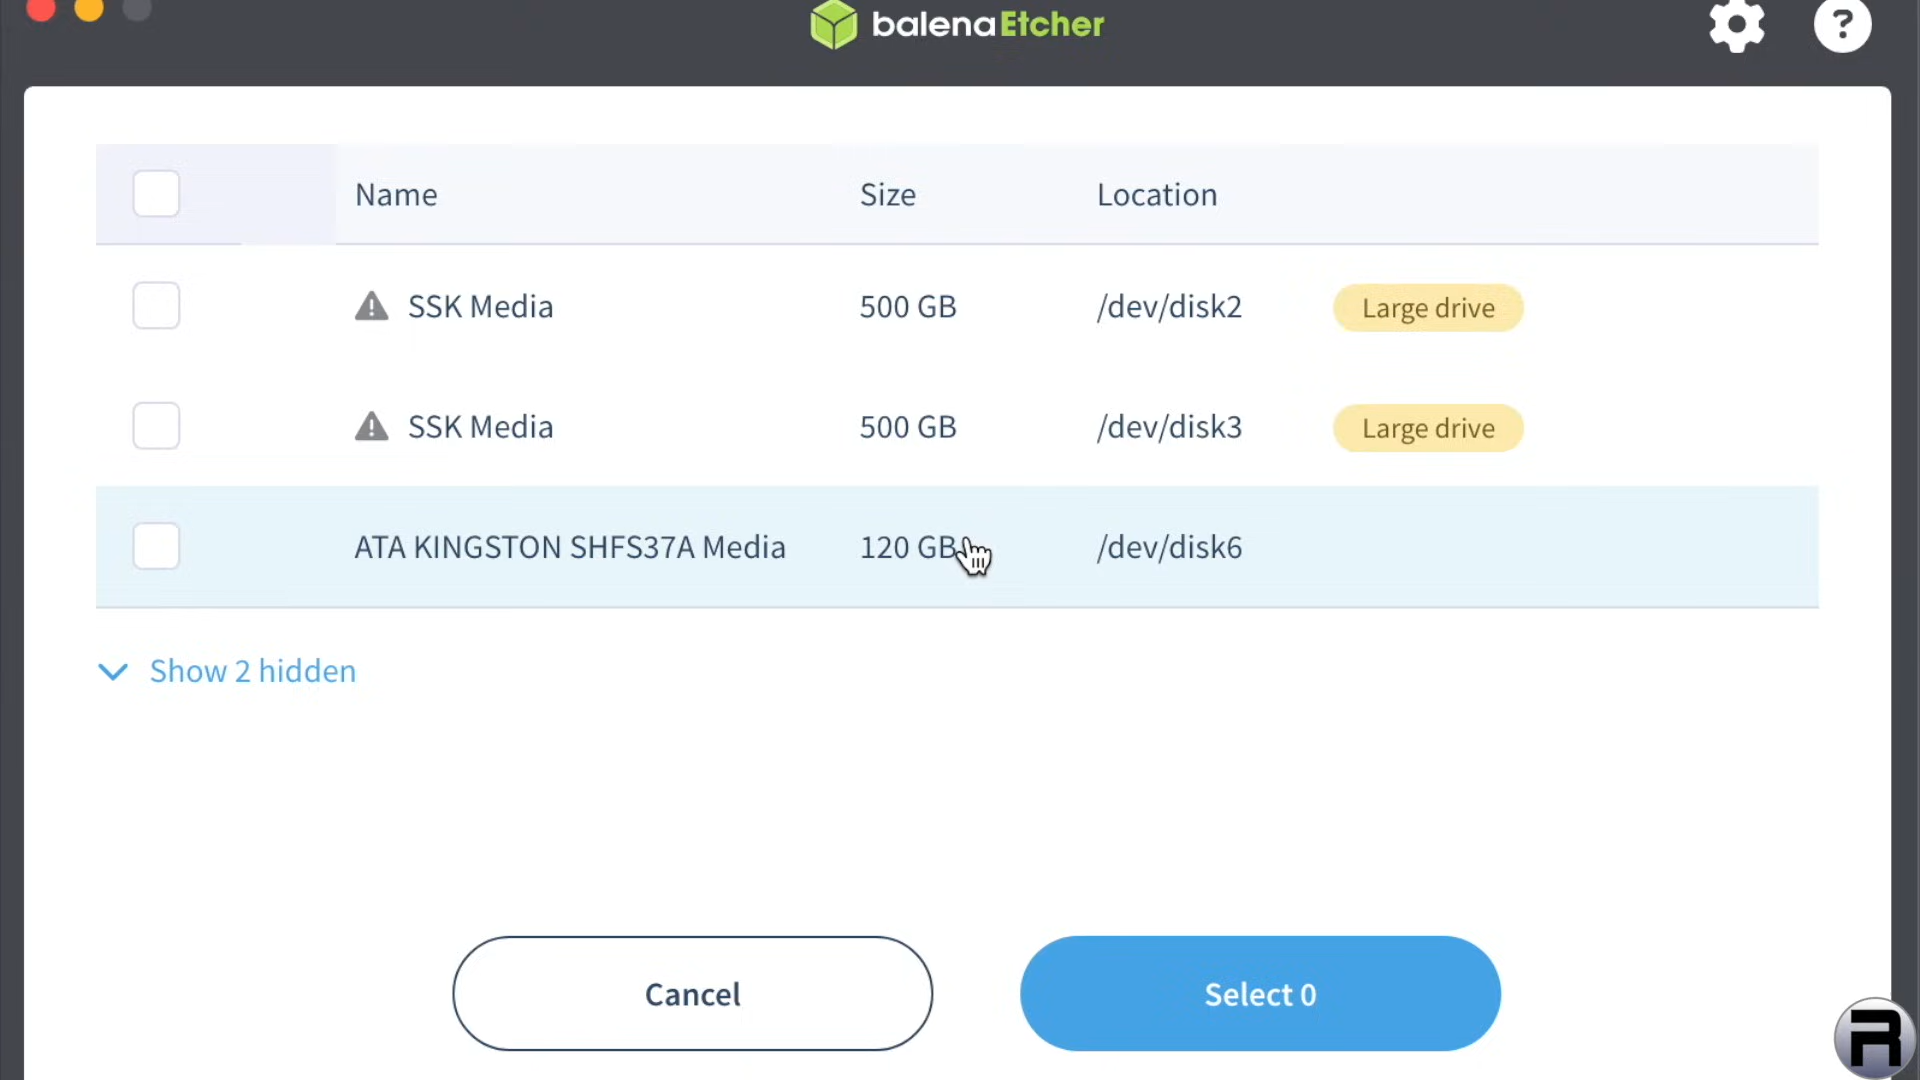 balenaEtcher
?
Name Size Location
SSK Media 500 GB /dev/disk2 Large drive
SSK Media 500 GB /dev/disk3 Large drive
ATA KINGSTON SHFS37A Media 120 GB /dev/disk6
Show 2 hidden
Cancel Select 0
R